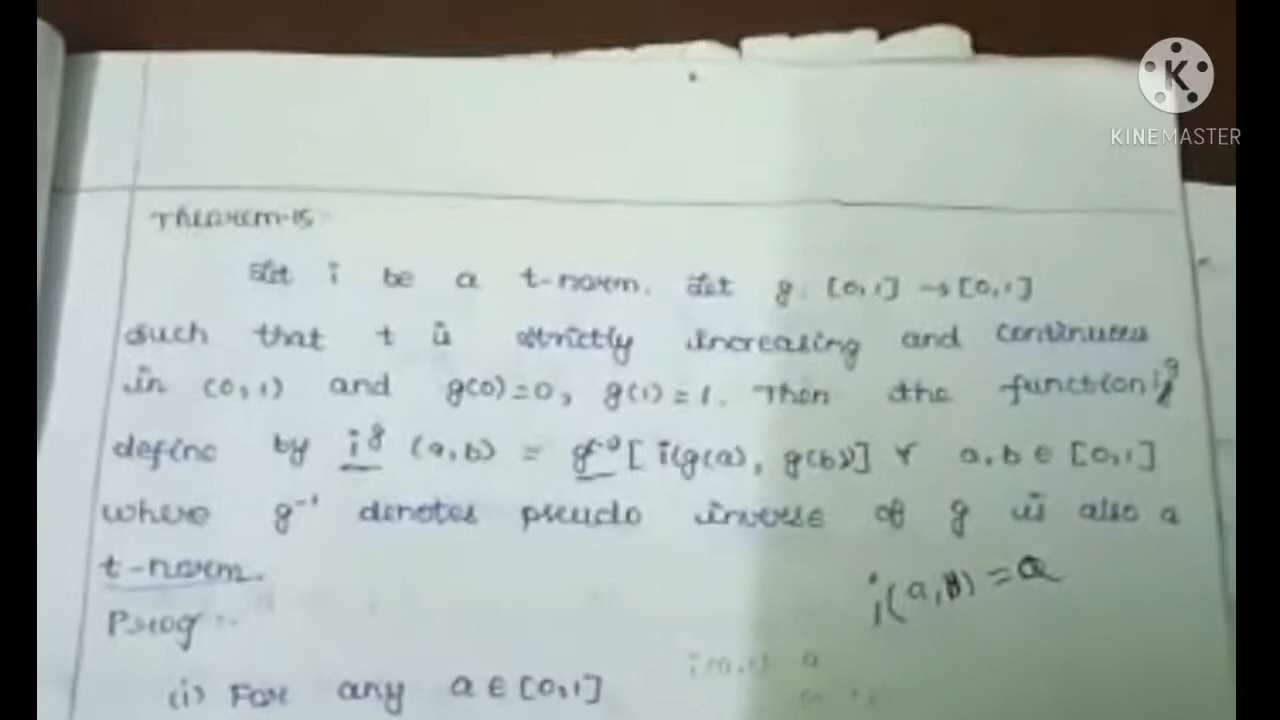 KINEMASTER
Theorem-15
Let i be a t-norm. Let g: [0,1] → [0,1]
such that t is strictly increasing and continuous
in (0,1) and g(0)=0, g(1)=1. Then the function i^g
define by i^g (a,b) = g^(-1) [i(g(a), g(b))] ∀ a,b ∈ [0,1]
where g^-1 denotes pseudo inverse of g is also a
t-norm.
i(a,1) = a
Proof:-
i(a,1) a
(i) For any a ∈ [0,1]